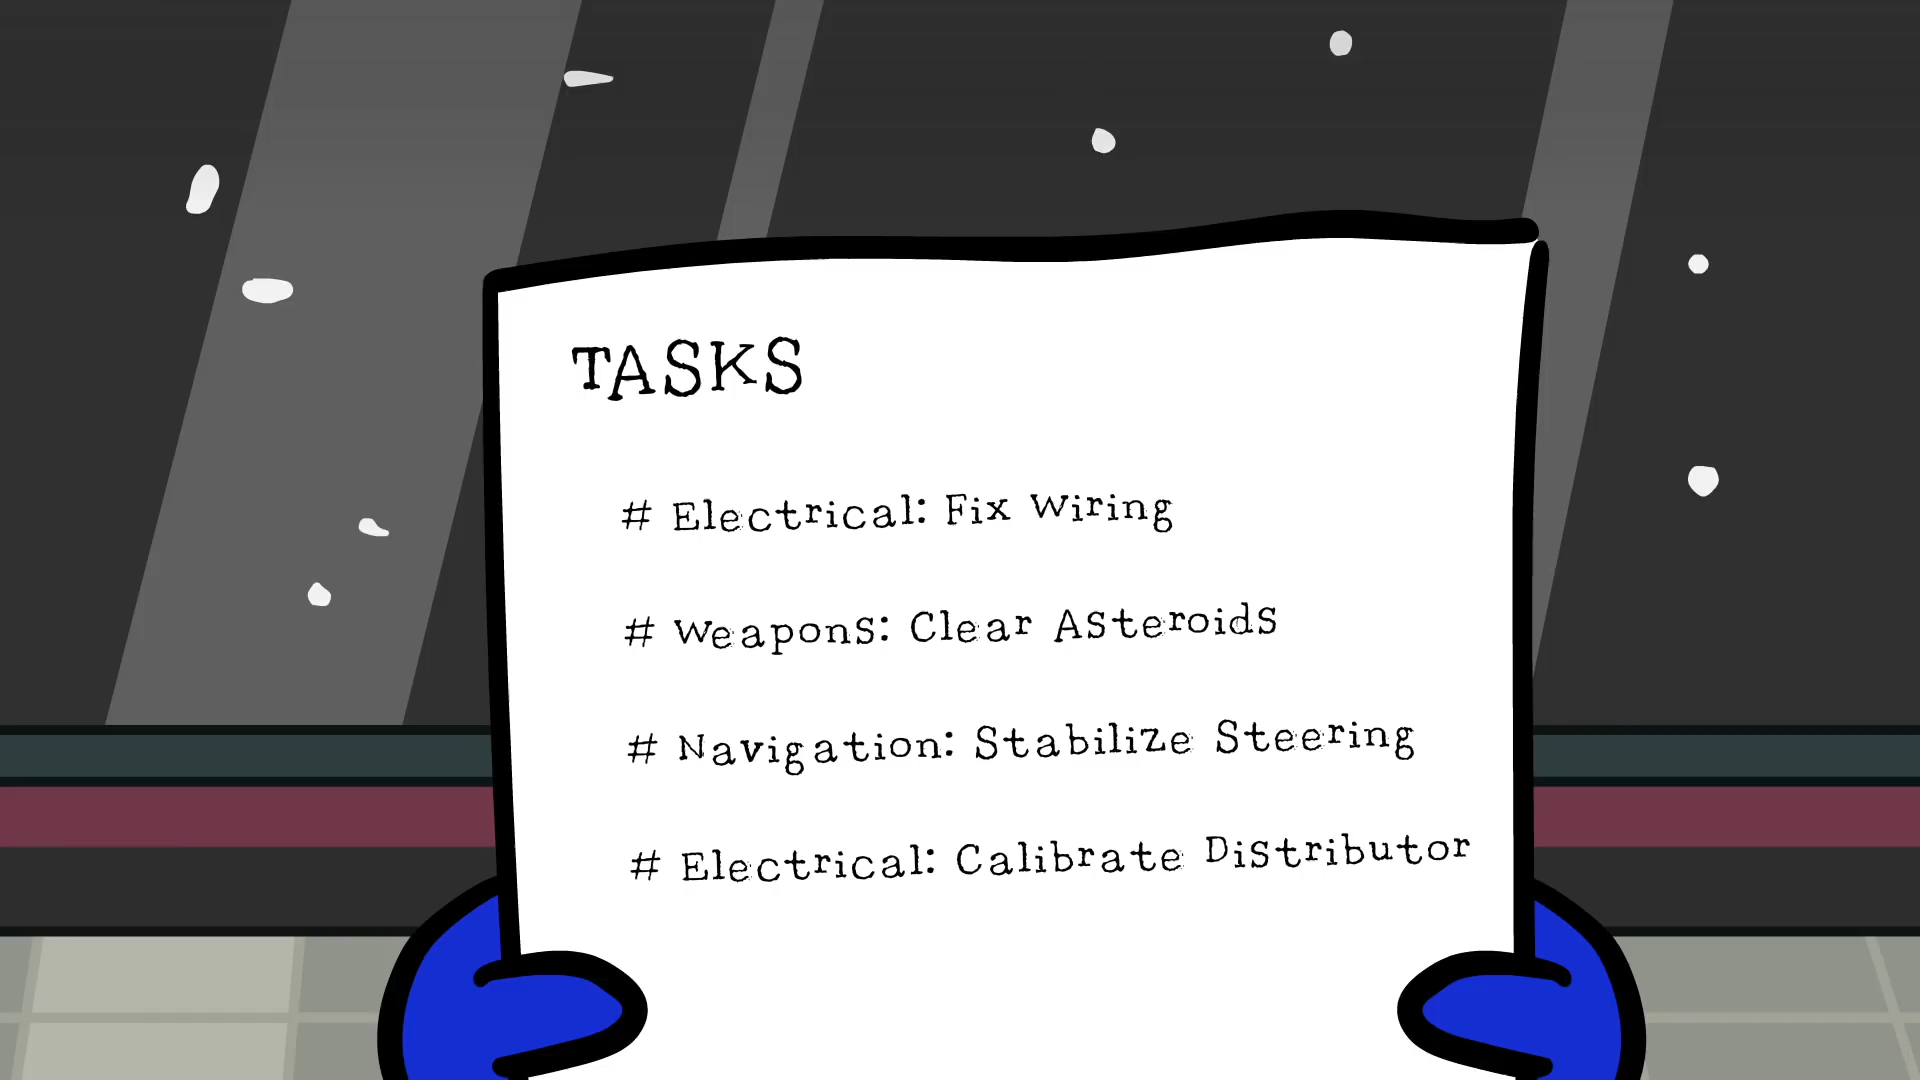 TASKS
# Electrical: Fix Wiring
# Weapons: Clear Asteroids
# Navigation: Stabilize Steering
# Electrical: Calibrate Distributor